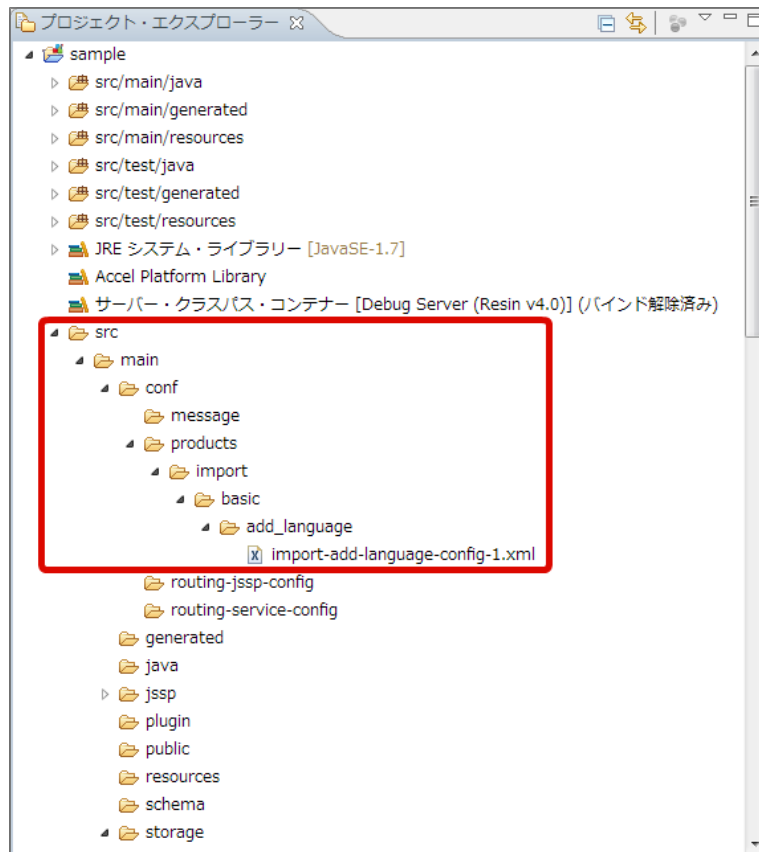 プロジェクト・エクスプローラー
sample
src/main/java
src/main/generated
src/main/resources
src/test/java
src/test/generated
src/test/resources
JRE システム・ライブラリー [JavaSE-1.7]
Accel Platform Library
サーバー・クラスパス・コンテナー [Debug Server (Resin v4.0)] (バインド解除済み)
src
main
conf
message
products
import
basic
add_language
import-add-language-config-1.xml
routing-jssp-config
routing-service-config
generated
java
jssp
plugin
public
resources
schema
storage